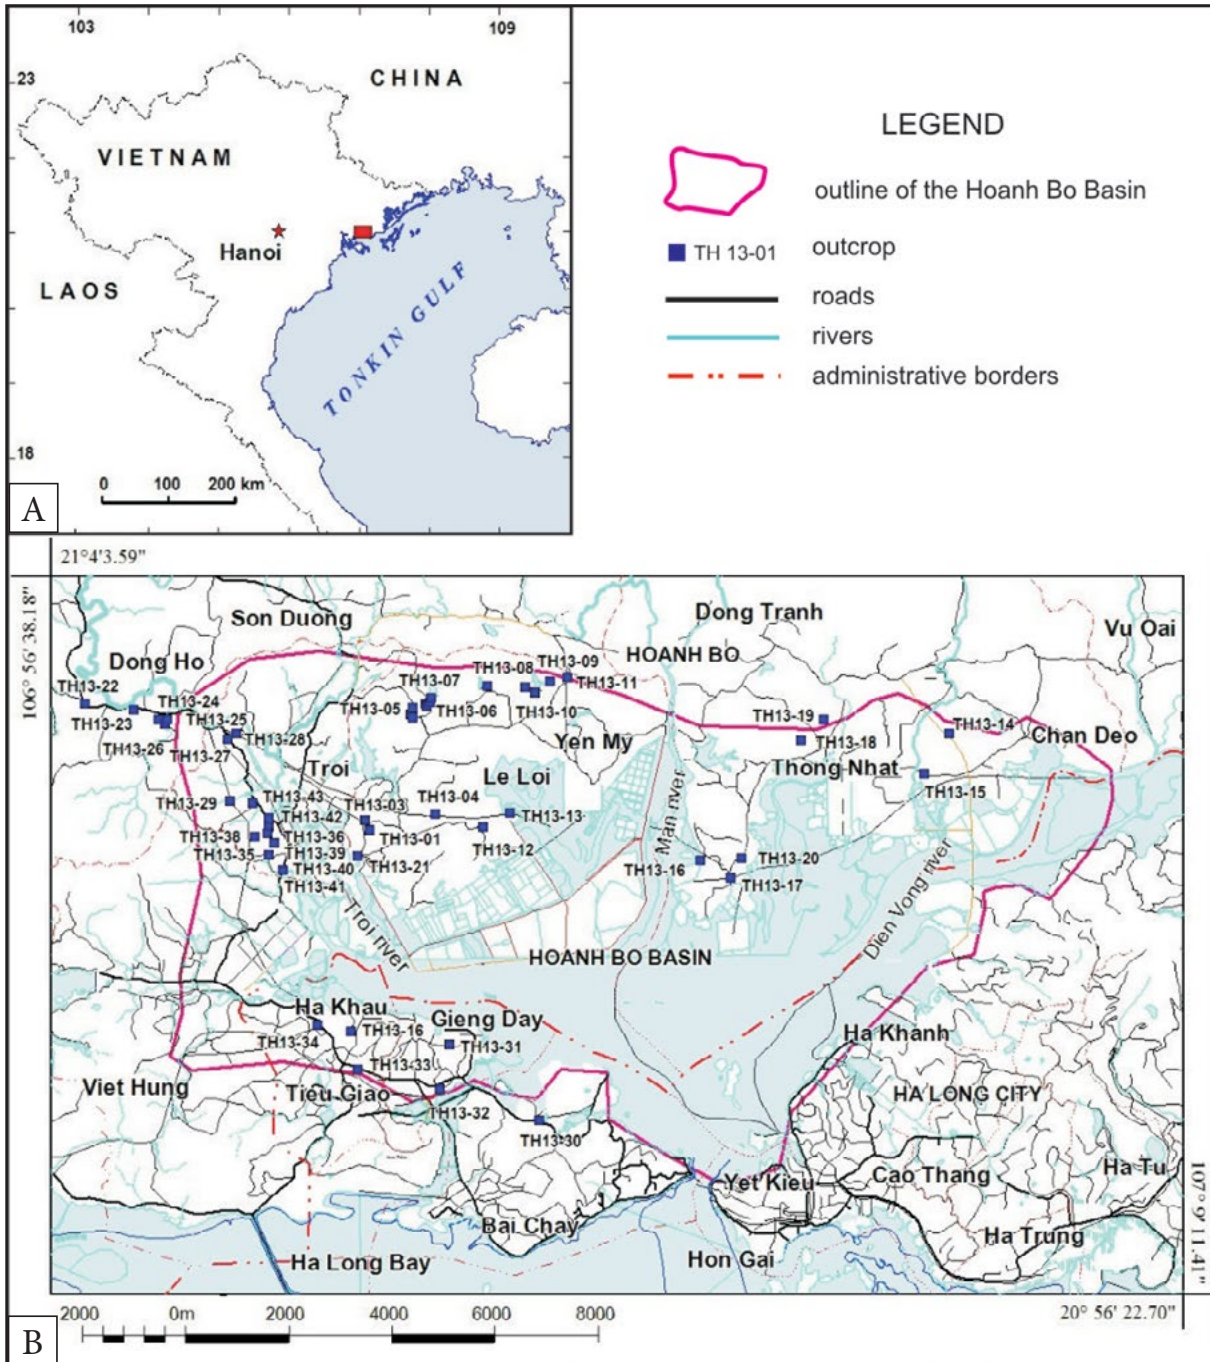 103
109
23
CHINA
VIETNAM
Hanoi
LAOS
TONKIN GULF
18
0 100 200 km
A
LEGEND
outline of the Hoanh Bo Basin
TH 13-01 outcrop
roads
rivers
administrative borders
21°4'3.59"
106° 56' 38.18"
Son Duong
Dong Tranh
Vu Oai
Dong Ho
HOANH BO
TH13-09
TH13-08
TH13-07
TH13-11
TH13-22
TH13-24
TH13-05
TH13-06
TH13-10
TH13-23
TH13-25
TH13-19
TH13-14
TH13-26
TH13-28
TH13-27
Yen My
TH13-18
Chan Deo
Troi
Le Loi
Thong Nhat
TH13-29
TH13-43
TH13-03
TH13-04
TH13-15
TH13-42
TH13-13
TH13-38
TH13-36
TH13-01
Man river
TH13-35
TH13-39
TH13-12
TH13-40
TH13-21
TH13-16
TH13-20
TH13-41
TH13-17
Troi river
Dien Vong river
HOANH BO BASIN
Ha Khau
Gieng Day
TH13-16
TH13-34
TH13-31
Ha Khanh
TH13-33
Viet Hung
Tieu Giao
HA LONG CITY
TH13-32
TH13-30
Cao Thang
Ha Tu
Yet Kieu
Bai Chay
Ha Trung
Ha Long Bay
Hon Gai
107° 9' 11.41"
20° 56' 22.70"
2000 0m 2000 4000 6000 8000
B